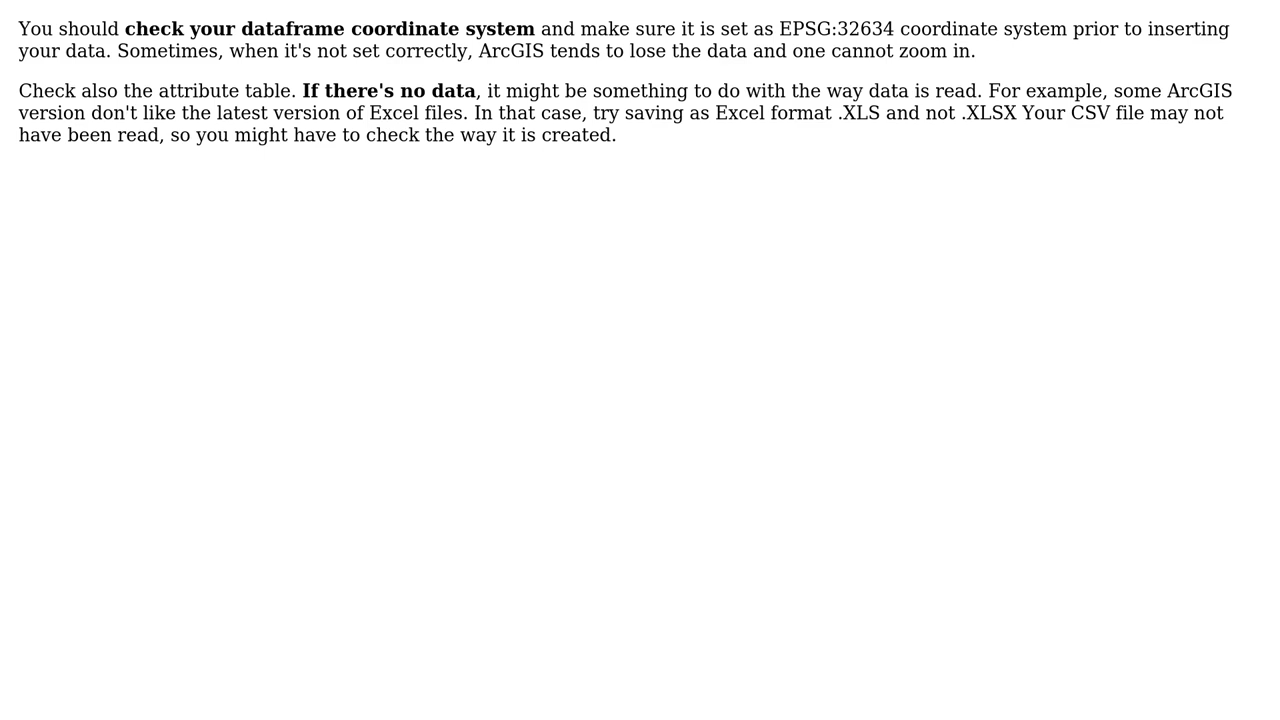 You should check your dataframe coordinate system and make sure it is set as EPSG:32634 coordinate system prior to inserting
your data. Sometimes, when it's not set correctly, ArcGIS tends to lose the data and one cannot zoom in.
Check also the attribute table. If there's no data, it might be something to do with the way data is read. For example, some ArcGIS
version don't like the latest version of Excel files. In that case, try saving as Excel format .XLS and not .XLSX Your CSV file may not
have been read, so you might have to check the way it is created.